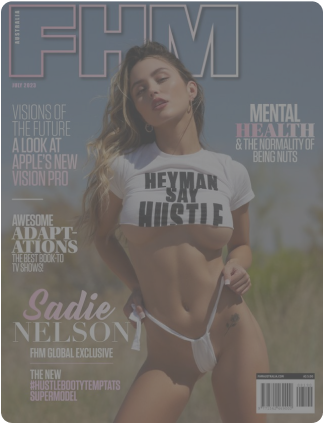 AUSTRALIA
FHM
VISIONS OF
THE FUTURE
A LOOK AT
APPLE'S NEW
VISION PRO
MENTAL
HEALTH
& THE NORMALITY OF
BEING NUTS
HEYMAN
SAY
HUSTLE
AWESOME
ADAPT-
ATIONS
THE BEST BOOK-TO
TV SHOWS!
Sadie
NELSON
FHM GLOBAL EXCLUSIVE
THE NEW
#HUSTLEBOOTYTEMPTATS
SUPERMODEL